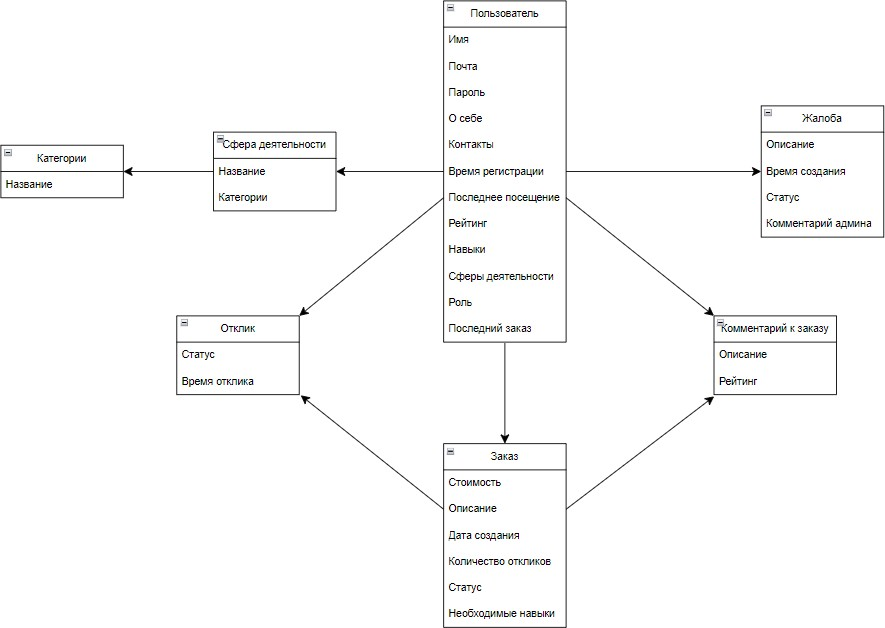 Пользователь
Имя
Почта
Пароль
О себе
Контакты
Время регистрации
Последнее посещение
Рейтинг
Навыки
Сферы деятельности
Роль
Последний заказ
Жалоба
Описание
Время создания
Статус
Комментарий админа
Сфера деятельности
Название
Категории
Категории
Название
Отклик
Статус
Время отклика
Комментарий к заказу
Описание
Рейтинг
Заказ
Стоимость
Описание
Дата создания
Количество откликов
Статус
Необходимые навыки